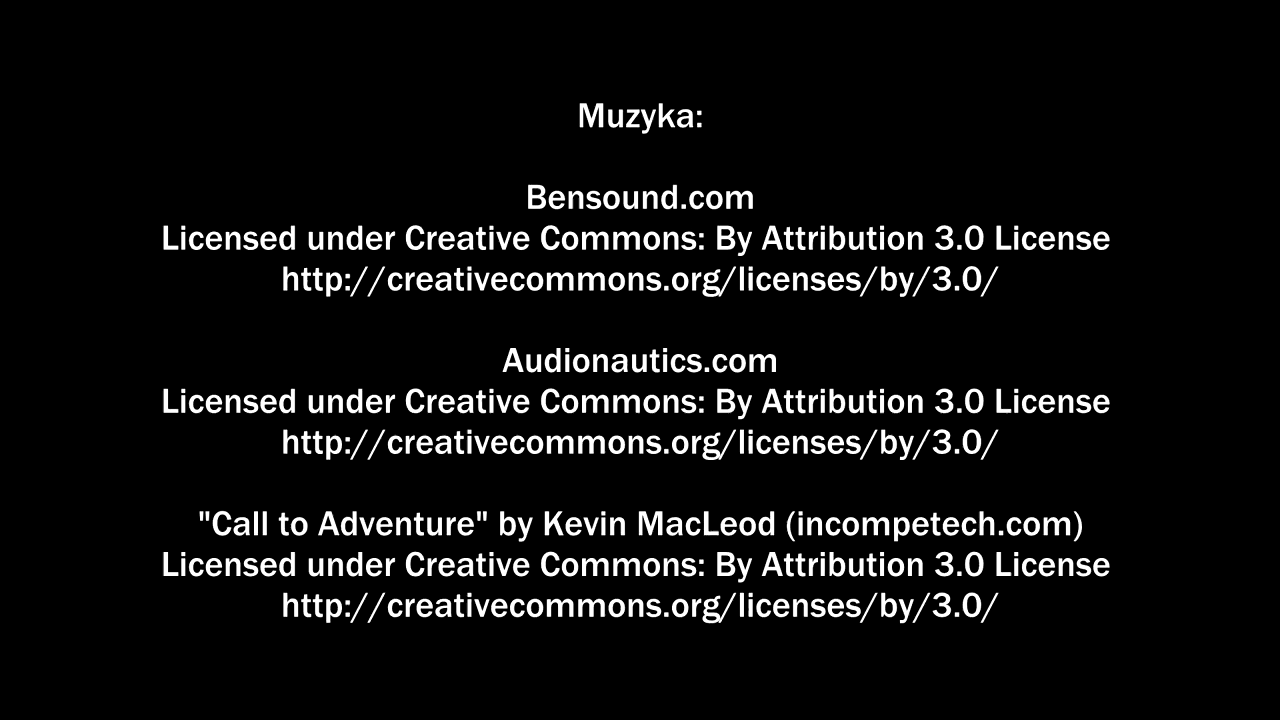 Muzyka:
Bensound.com
Licensed under Creative Commons: By Attribution 3.0 License
http://creativecommons.org/licenses/by/3.0/
Audionautics.com
Licensed under Creative Commons: By Attribution 3.0 License
http://creativecommons.org/licenses/by/3.0/
"Call to Adventure" by Kevin MacLeod (incompetech.com)
Licensed under Creative Commons: By Attribution 3.0 License
http://creativecommons.org/licenses/by/3.0/